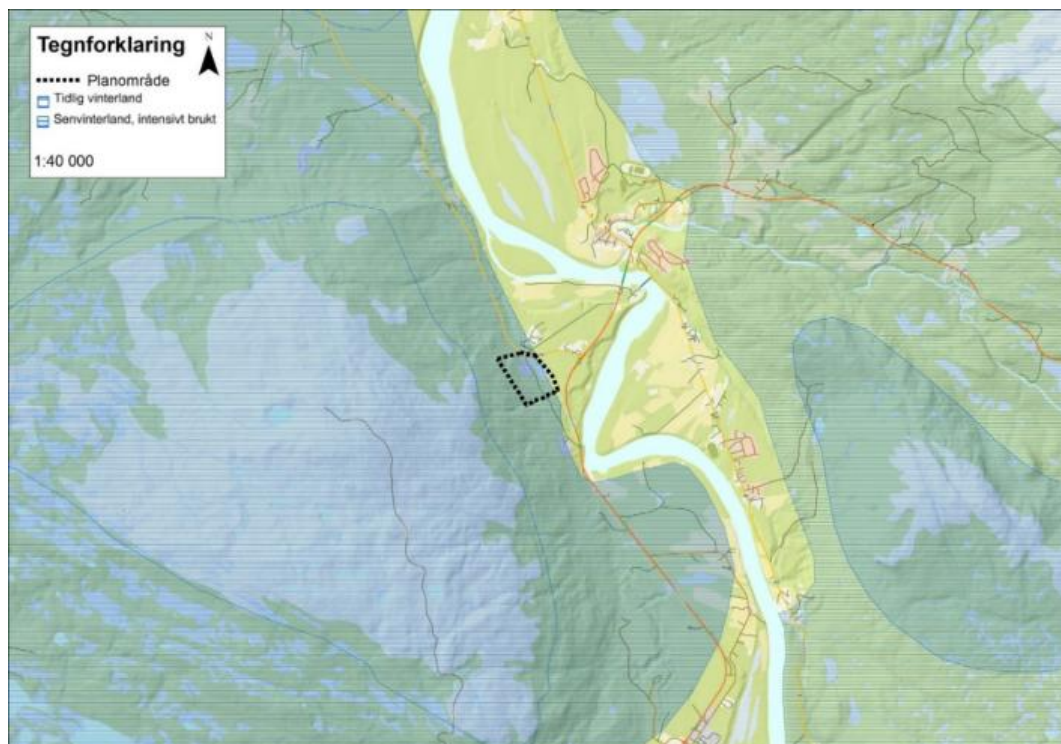 Tegnforklaring
N
Planområde
Tidlig vinterland
Senvinterland, intensivt brukt
1:40 000